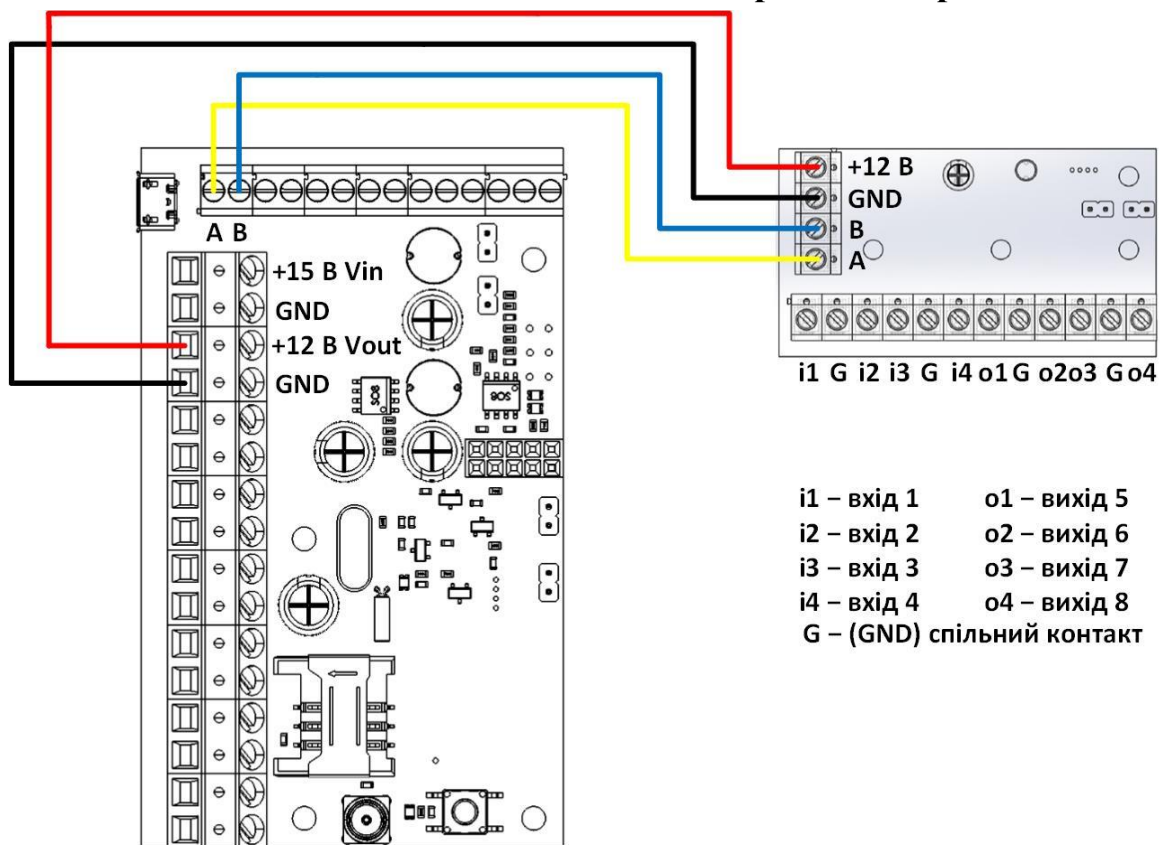 A B
+15 В Vin
GND
+12 В Vout
GND
+12 В
GND
B
A
i1 G i2 i3 G i4 o1 G o2 o3 G o4
i1 – вхід 1 o1 – вихід 5
i2 – вхід 2 o2 – вихід 6
i3 – вхід 3 o3 – вихід 7
i4 – вхід 4 o4 – вихід 8
G – (GND) спільний контакт